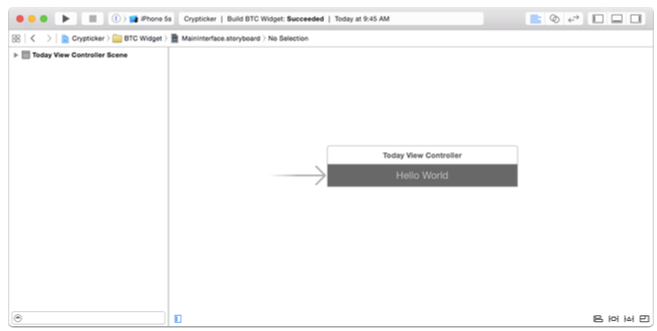 iPhone 5s Crypticker | Build BTC Widget: Succeeded | Today at 9:45 AM
Crypticker BTC Widget MainInterface.storyboard No Selection
Today View Controller Scene
Today View Controller
Hello World